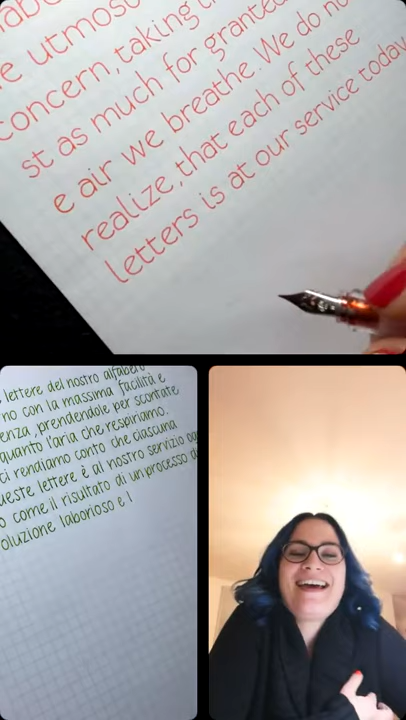 e utmost
concern, taking
st as much for granted
e air we breathe. We do no
realize, that each of these
letters is at our service today
lettere del nostro alfabeto
no con la massima facilità e
enza, prendendole per scontate
quanto l'aria che respiriamo.
ci rendiamo conto che ciascuna
ueste lettere è al nostro servizio og
o come il risultato di un processo d
oluzione laborioso e l